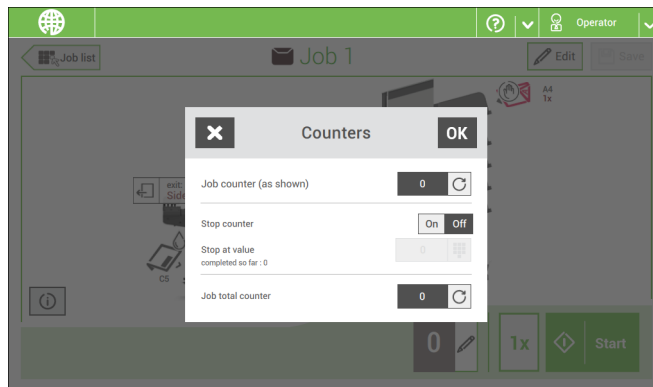 Operator
Job list
Job 1
Edit
Save
A4
1x
Counters
OK
exit:
Side
Job counter (as shown)
0
Stop counter
On Off
Stop at value
completed so far : 0
0
C5
Job total counter
0
0
1x
Start